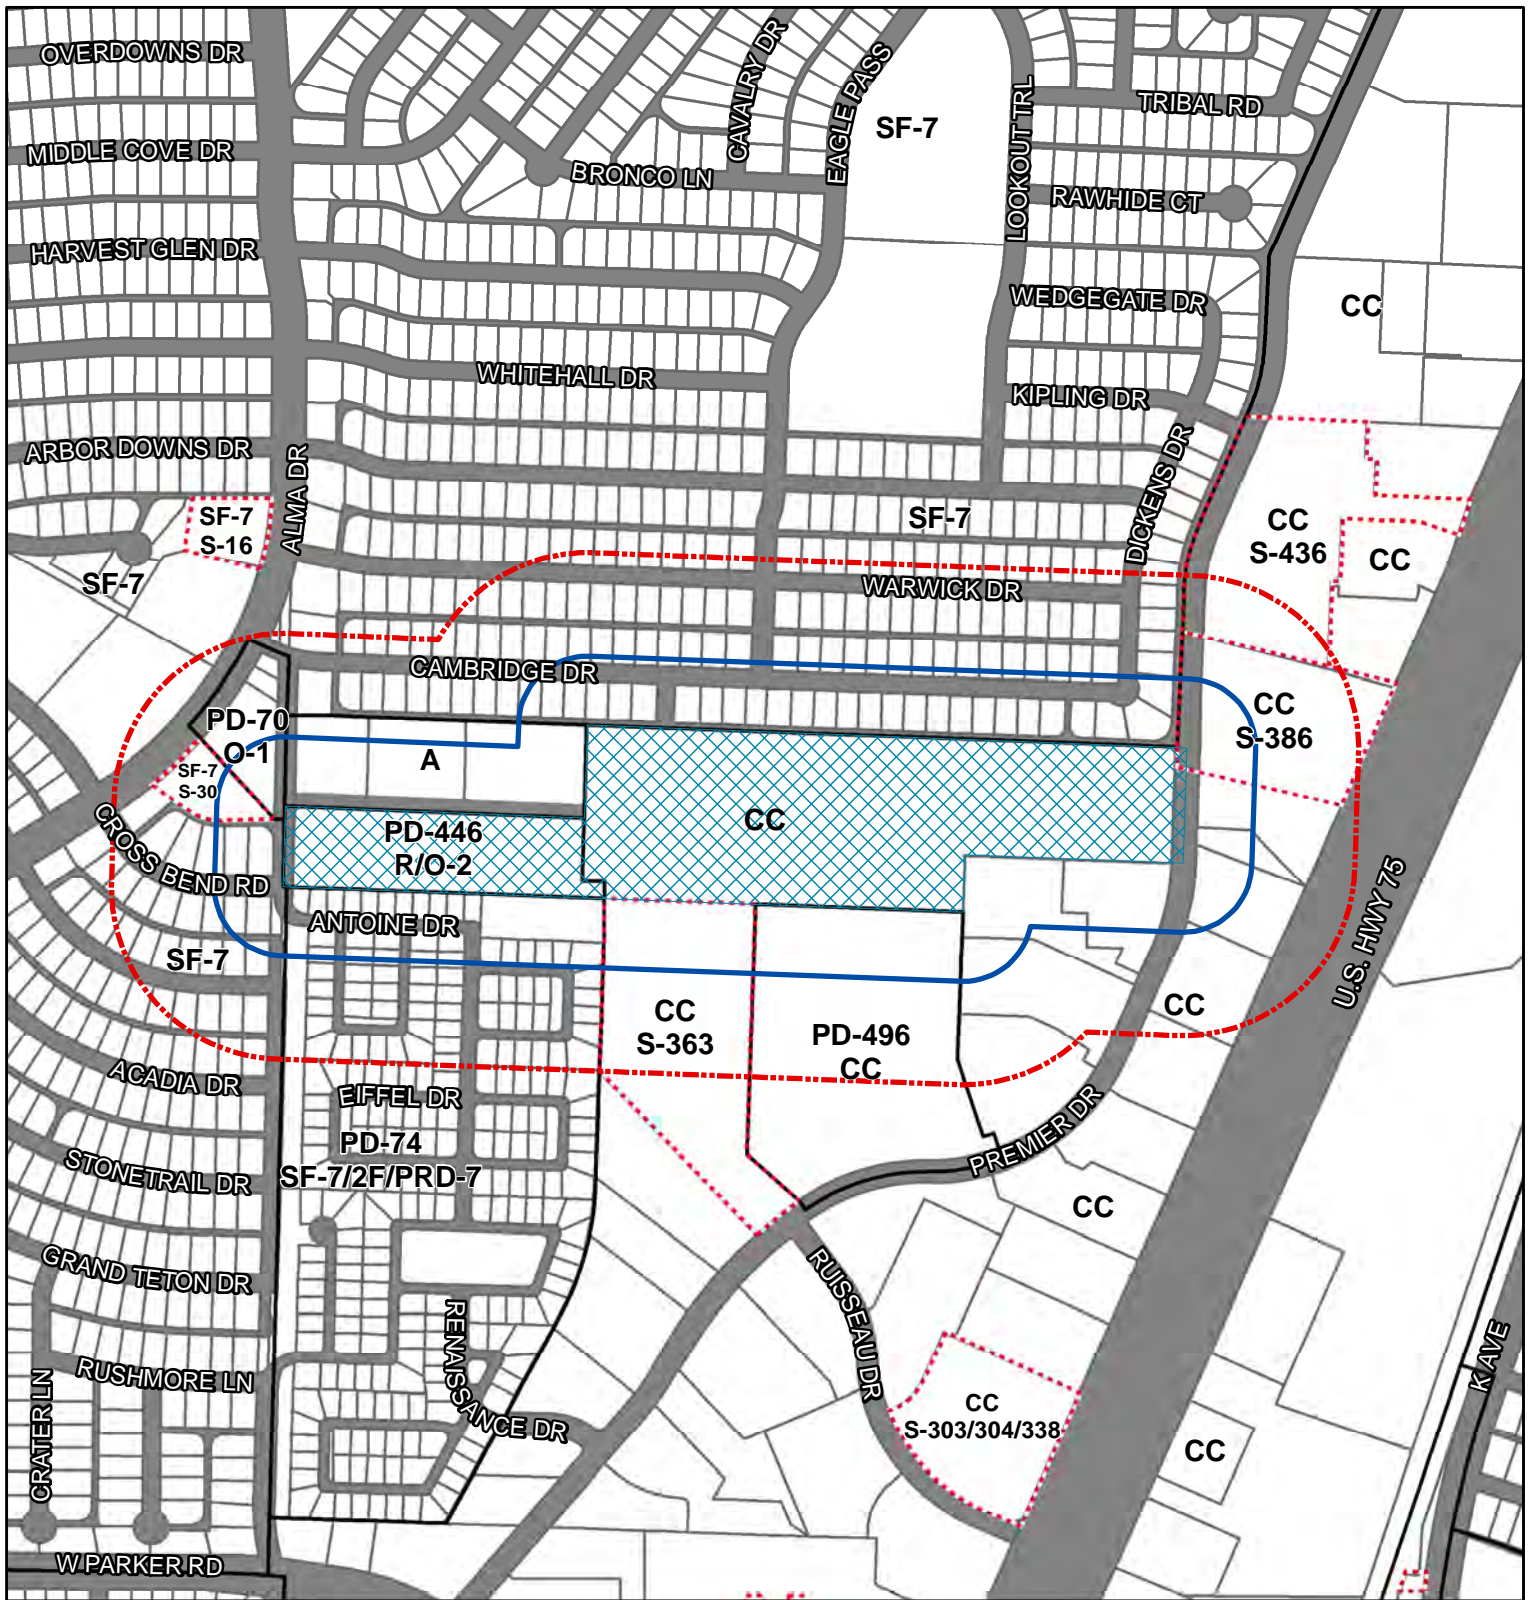 OVERDOWNS DR
CAVALRY DR
EAGLE PASS
LOOKOUT TRL
TRIBAL RD
SF-7
MIDDLE COVE DR
BRONCO LN
RAWHIDE CT
HARVEST GLEN DR
WEDGEGATE DR
CC
WHITEHALL DR
KIPLING DR
ARBOR DOWNS DR
ALMA DR
DICKENS DR
SF-7
S-16
SF-7
CC
S-436
CC
SF-7
WARWICK DR
CAMBRIDGE DR
PD-70
O-1
CC
S-386
A
SF-7
S-30
CROSS BEND RD
PD-446
R/O-2
CC
U.S. HWY 75
ANTOINE DR
SF-7
CC
S-363
PD-496
CC
CC
ACADIA DR
EIFFEL DR
PREMIER DR
PD-74
SF-7/2F/PRD-7
STONETRAIL DR
CC
GRAND TETON DR
RUISSEAU DR
RENAISSANCE DR
K AVE
RUSHMORE LN
CRATER LN
CC
S-303/304/338
CC
W PARKER RD